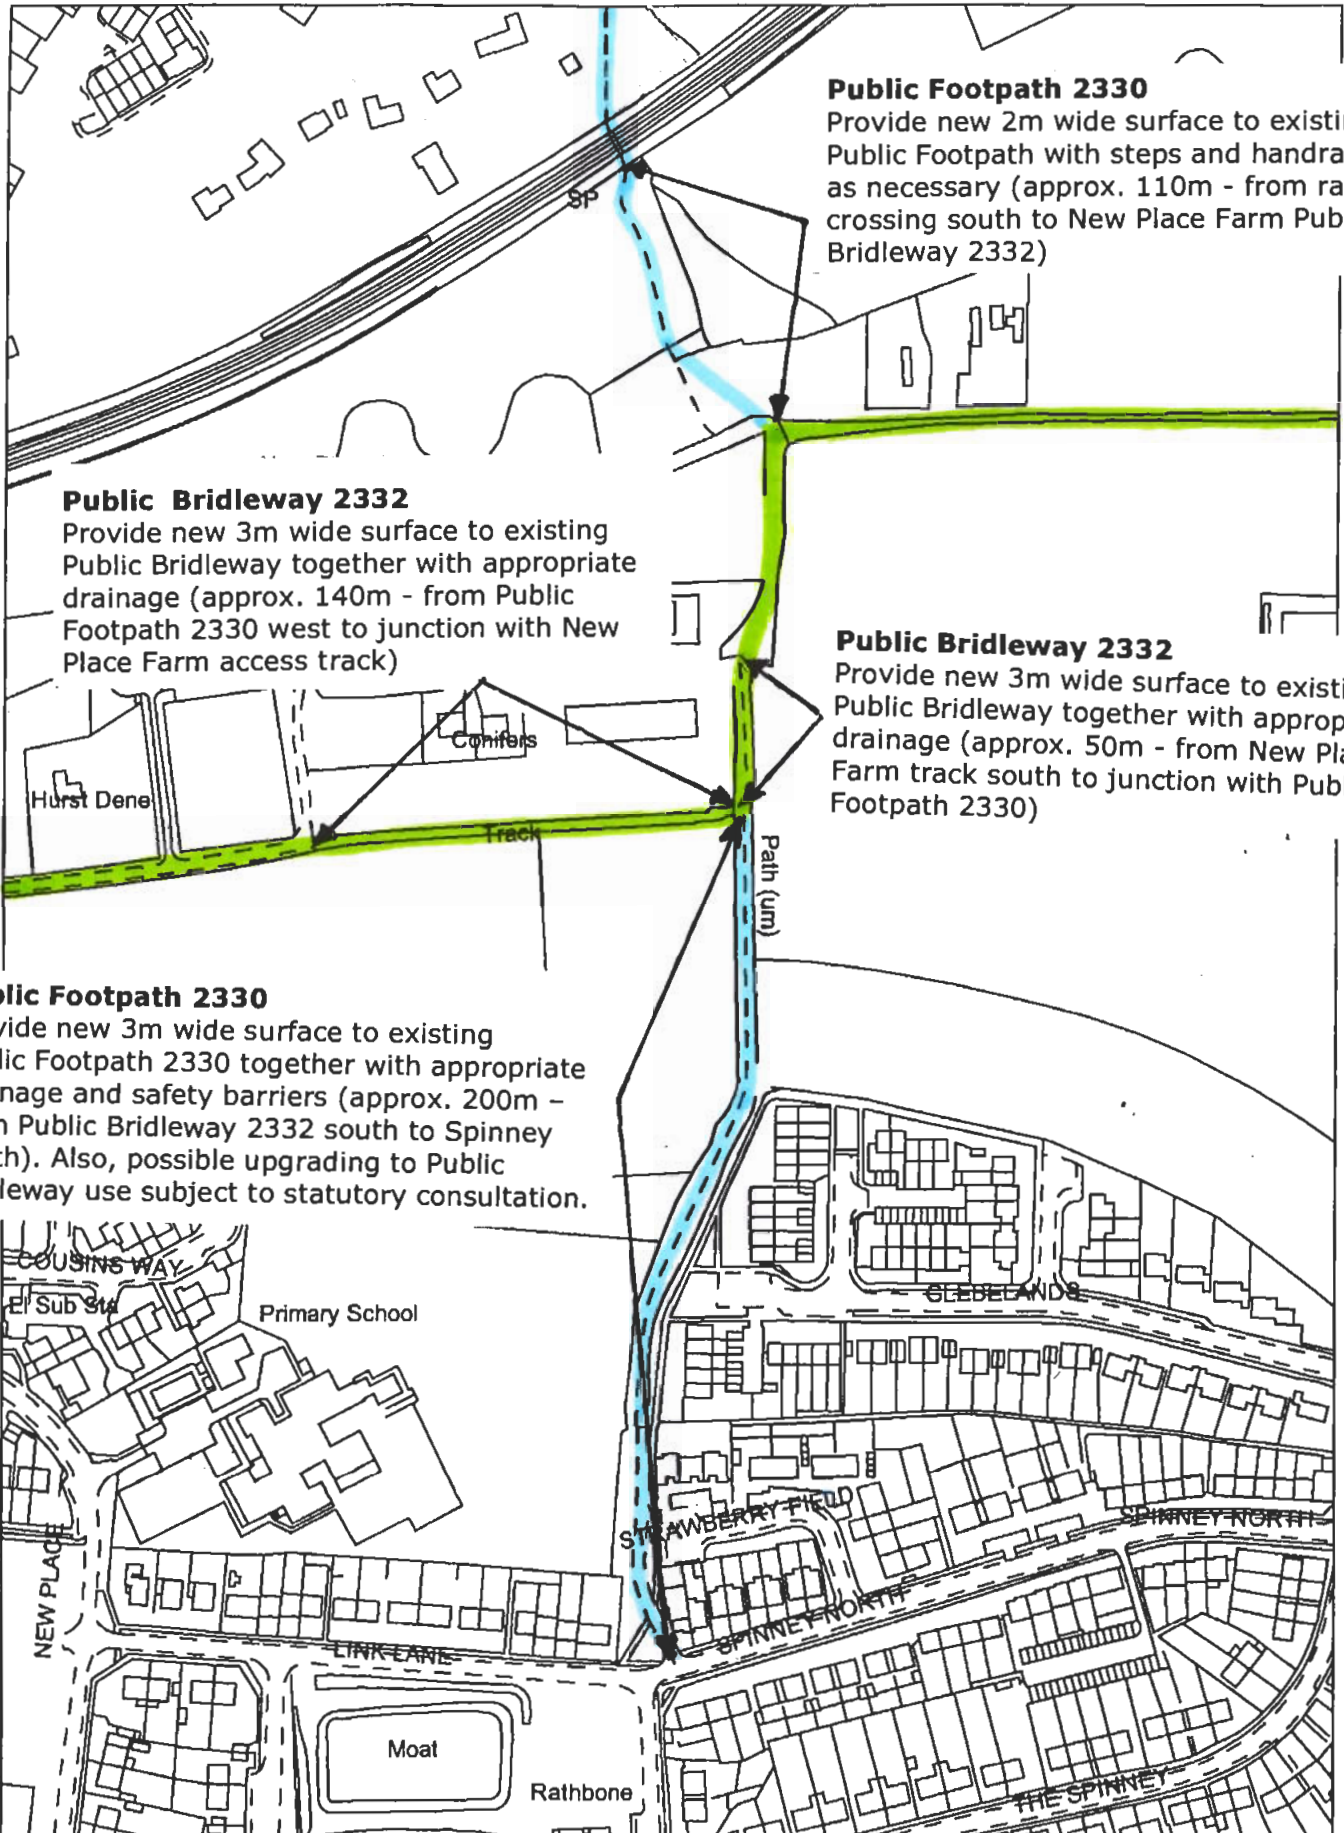 Public Footpath 2330
Provide new 2m wide surface to existi
Public Footpath with steps and handra
as necessary (approx. 110m - from ra
crossing south to New Place Farm Pub
Bridleway 2332)
SP
Public Bridleway 2332
Provide new 3m wide surface to existing
Public Bridleway together with appropriate
drainage (approx. 140m - from Public
Footpath 2330 west to junction with New
Place Farm access track)
Public Bridleway 2332
Provide new 3m wide surface to existi
Public Bridleway together with approp
drainage (approx. 50m - from New Pla
Farm track south to junction with Pub
Footpath 2330)
Conifers
Hurst Dene
Track
Path (um)
lic Footpath 2330
vide new 3m wide surface to existing
lic Footpath 2330 together with appropriate
nage and safety barriers (approx. 200m –
n Public Bridleway 2332 south to Spinney
th). Also, possible upgrading to Public
leway use subject to statutory consultation.
COUSINS WAY
El Sub Sta
Primary School
GLEBELANDS
STRAWBERRY FIELD
SPINNEY NORTH
NEW PLACE
SPINNEY NORTH
LINK LANE
Moat
Rathbone
THE SPINNEY